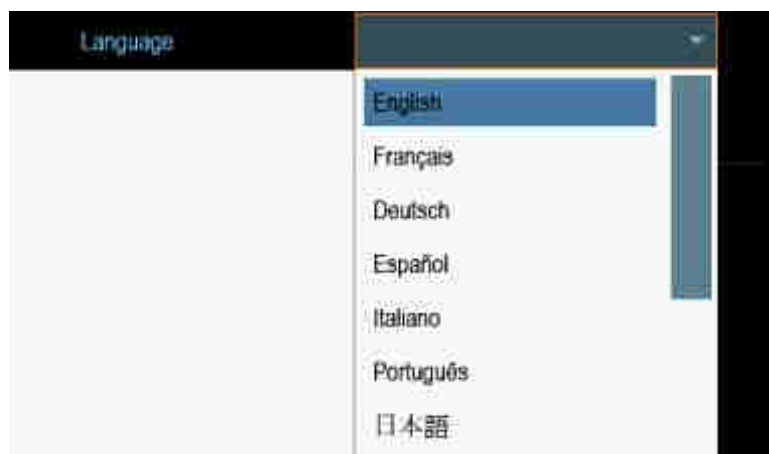 Language
English
Français
Deutsch
Español
Italiano
Português
日本語